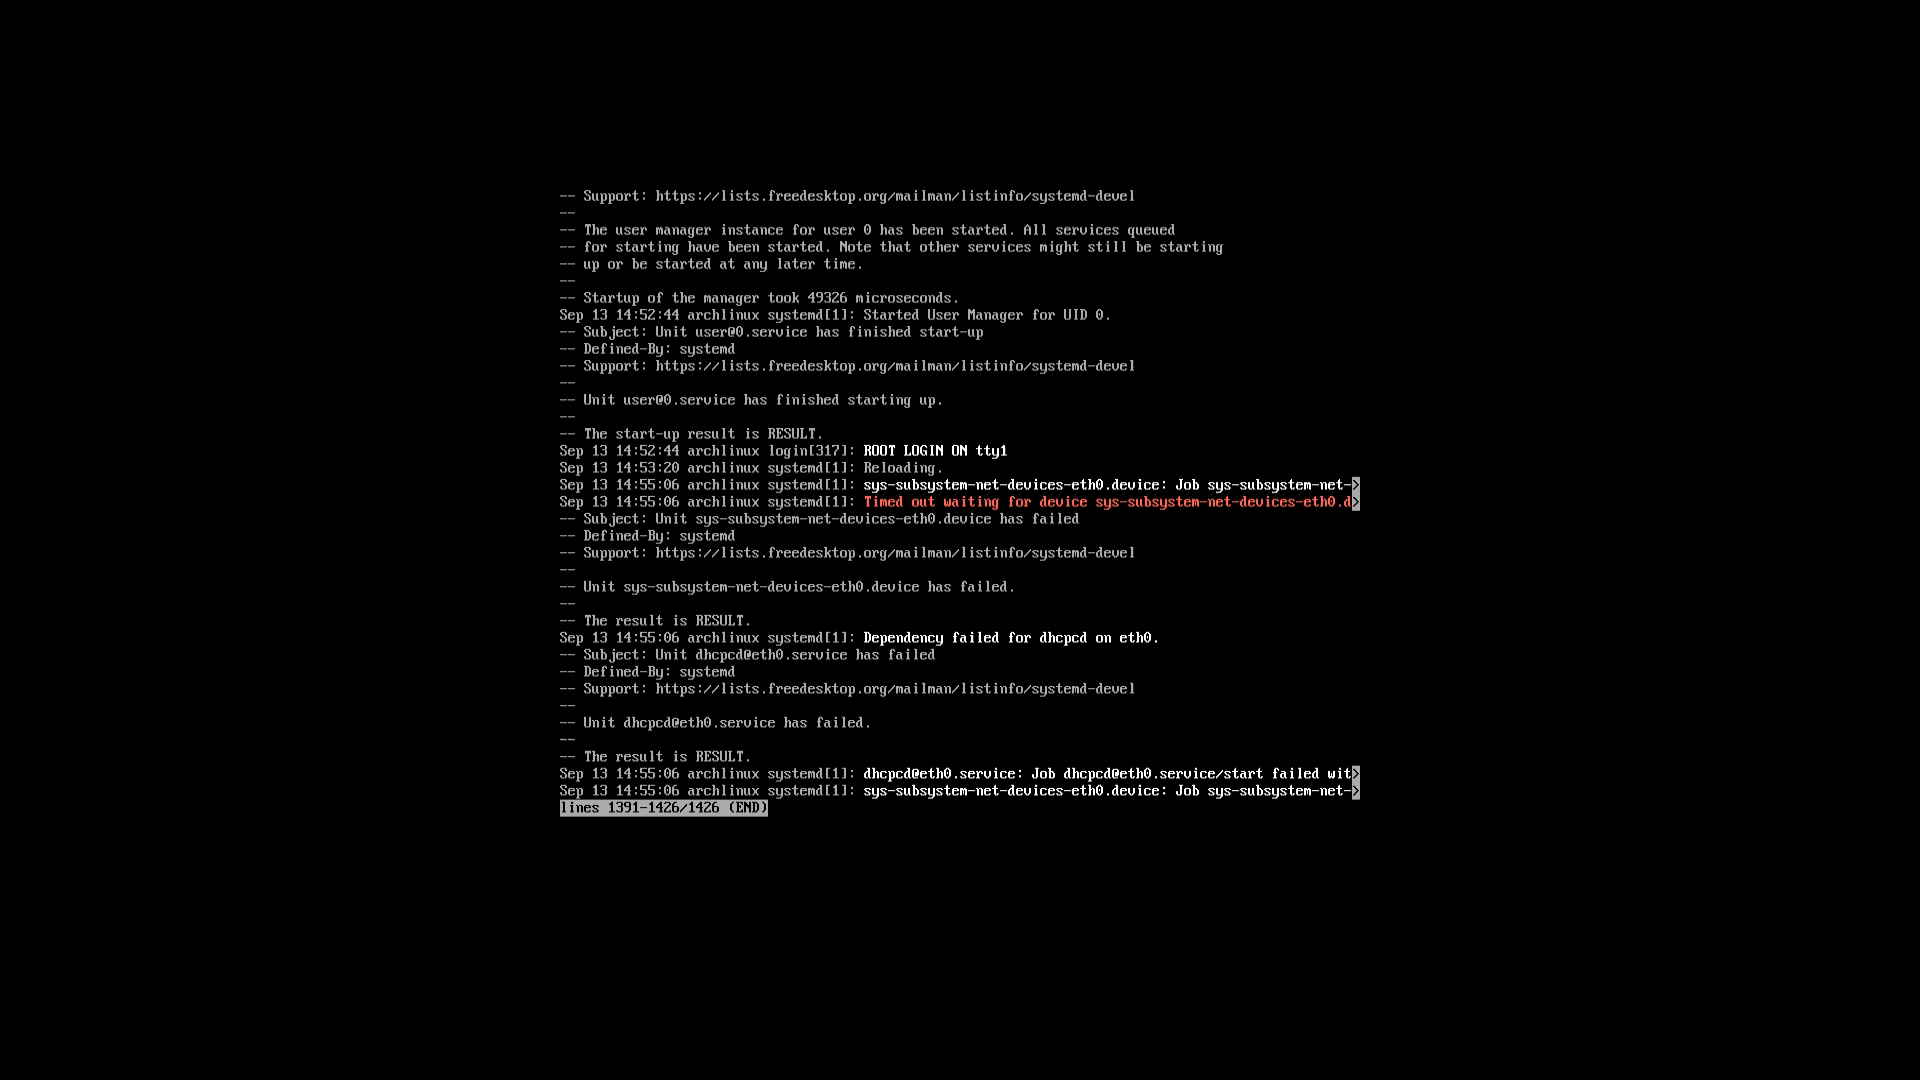 -- Support: https://lists.freedesktop.org/mailman/listinfo/systemd-devel
--
-- The user manager instance for user 0 has been started. All services queued
-- for starting have been started. Note that other services might still be starting
-- up or be started at any later time.
--
-- Startup of the manager took 49326 microseconds.
Sep 13 14:52:44 archlinux systemd[1]: Started User Manager for UID 0.
-- Subject: Unit user@0.service has finished start-up
-- Defined-By: systemd
-- Support: https://lists.freedesktop.org/mailman/listinfo/systemd-devel
--
-- Unit user@0.service has finished starting up.
--
-- The start-up result is RESULT.
Sep 13 14:52:44 archlinux login[317]: ROOT LOGIN ON tty1
Sep 13 14:53:20 archlinux systemd[1]: Reloading.
Sep 13 14:55:06 archlinux systemd[1]: sys-subsystem-net-devices-eth0.device: Job sys-subsystem-net->
Sep 13 14:55:06 archlinux systemd[1]: Timed out waiting for device sys-subsystem-net-devices-eth0.d>
-- Subject: Unit sys-subsystem-net-devices-eth0.device has failed
-- Defined-By: systemd
-- Support: https://lists.freedesktop.org/mailman/listinfo/systemd-devel
--
-- Unit sys-subsystem-net-devices-eth0.device has failed.
--
-- The result is RESULT.
Sep 13 14:55:06 archlinux systemd[1]: Dependency failed for dhcpcd on eth0.
-- Subject: Unit dhcpcd@eth0.service has failed
-- Defined-By: systemd
-- Support: https://lists.freedesktop.org/mailman/listinfo/systemd-devel
--
-- Unit dhcpcd@eth0.service has failed.
--
-- The result is RESULT.
Sep 13 14:55:06 archlinux systemd[1]: dhcpcd@eth0.service: Job dhcpcd@eth0.service/start failed wit>
Sep 13 14:55:06 archlinux systemd[1]: sys-subsystem-net-devices-eth0.device: Job sys-subsystem-net->
lines 1391-1426/1426 (END)